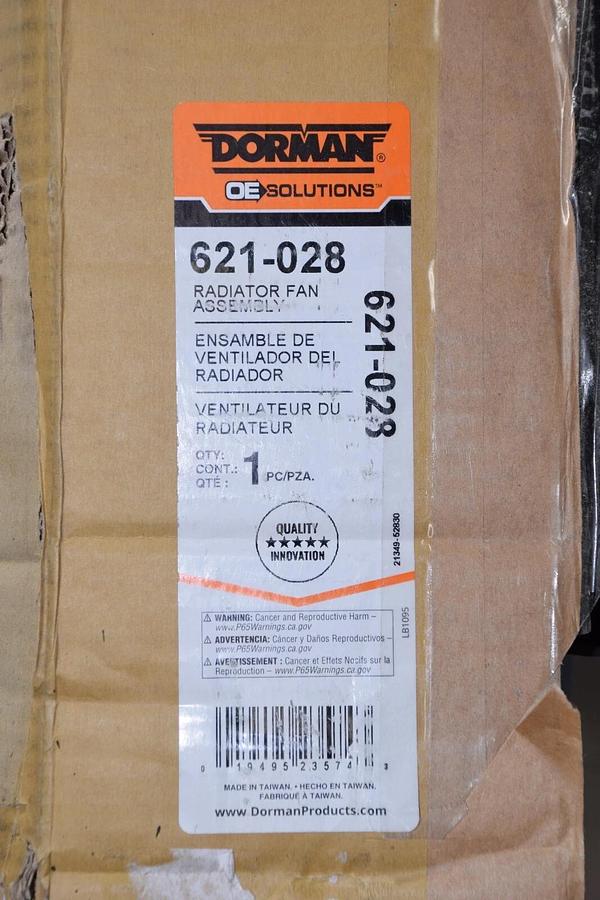 DORMAN®
OE SOLUTIONS™
621-028
RADIATOR FAN
ASSEMBLY
ENSAMBLE DE
VENTILADOR DEL
RADIADOR
VENTILATEUR DU
RADIATEUR
621-028
QTY:
CONT.: 1 PC/PZA.
QTÉ :
QUALITY
★★★★★
INNOVATION
21349-52830
⚠ WARNING: Cancer and Reproductive Harm –
www.P65Warnings.ca.gov
⚠ ADVERTENCIA: Cáncer y Daños Reproductivos –
www.P65Warnings.ca.gov
⚠ AVERTISSEMENT : Cancer et Effets Nocifs sur la
Reproduction – www.P65Warnings.ca.gov
LB1095
0 19495 23574 3
MADE IN TAIWAN. • HECHO EN TAIWAN.
FABRIQUÉ À TAIWAN.
www.DormanProducts.com